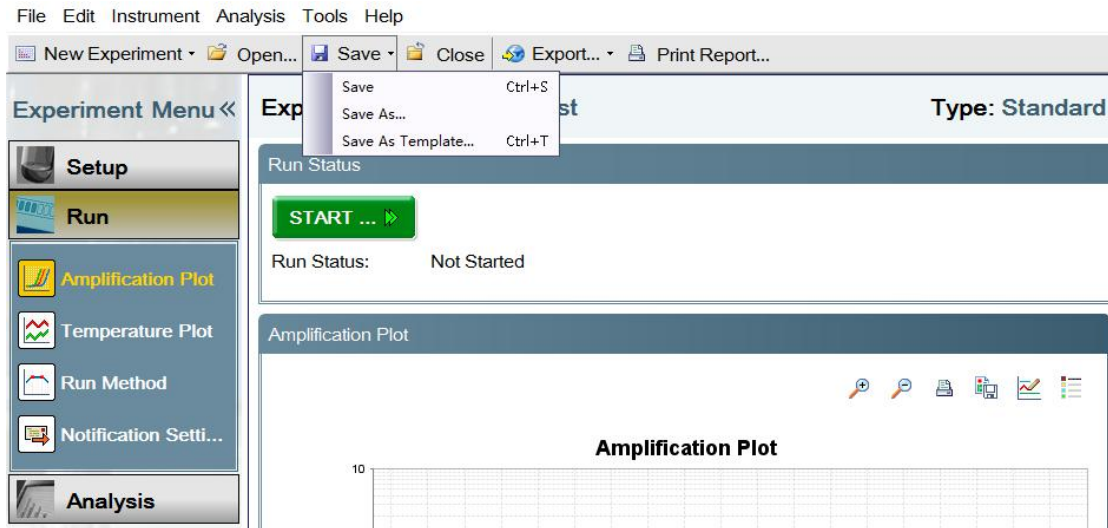 File Edit Instrument Analysis Tools Help
New Experiment Open... Save Close Export... Print Report...
Save Ctrl+S
Save As...
Save As Template... Ctrl+T
Experiment Menu«
Type: Standard
Setup
Run
Amplification Plot
Temperature Plot
Run Method
Notification Setti...
Analysis
Run Status
START ...
Run Status: Not Started
Amplification Plot
Amplification Plot
10